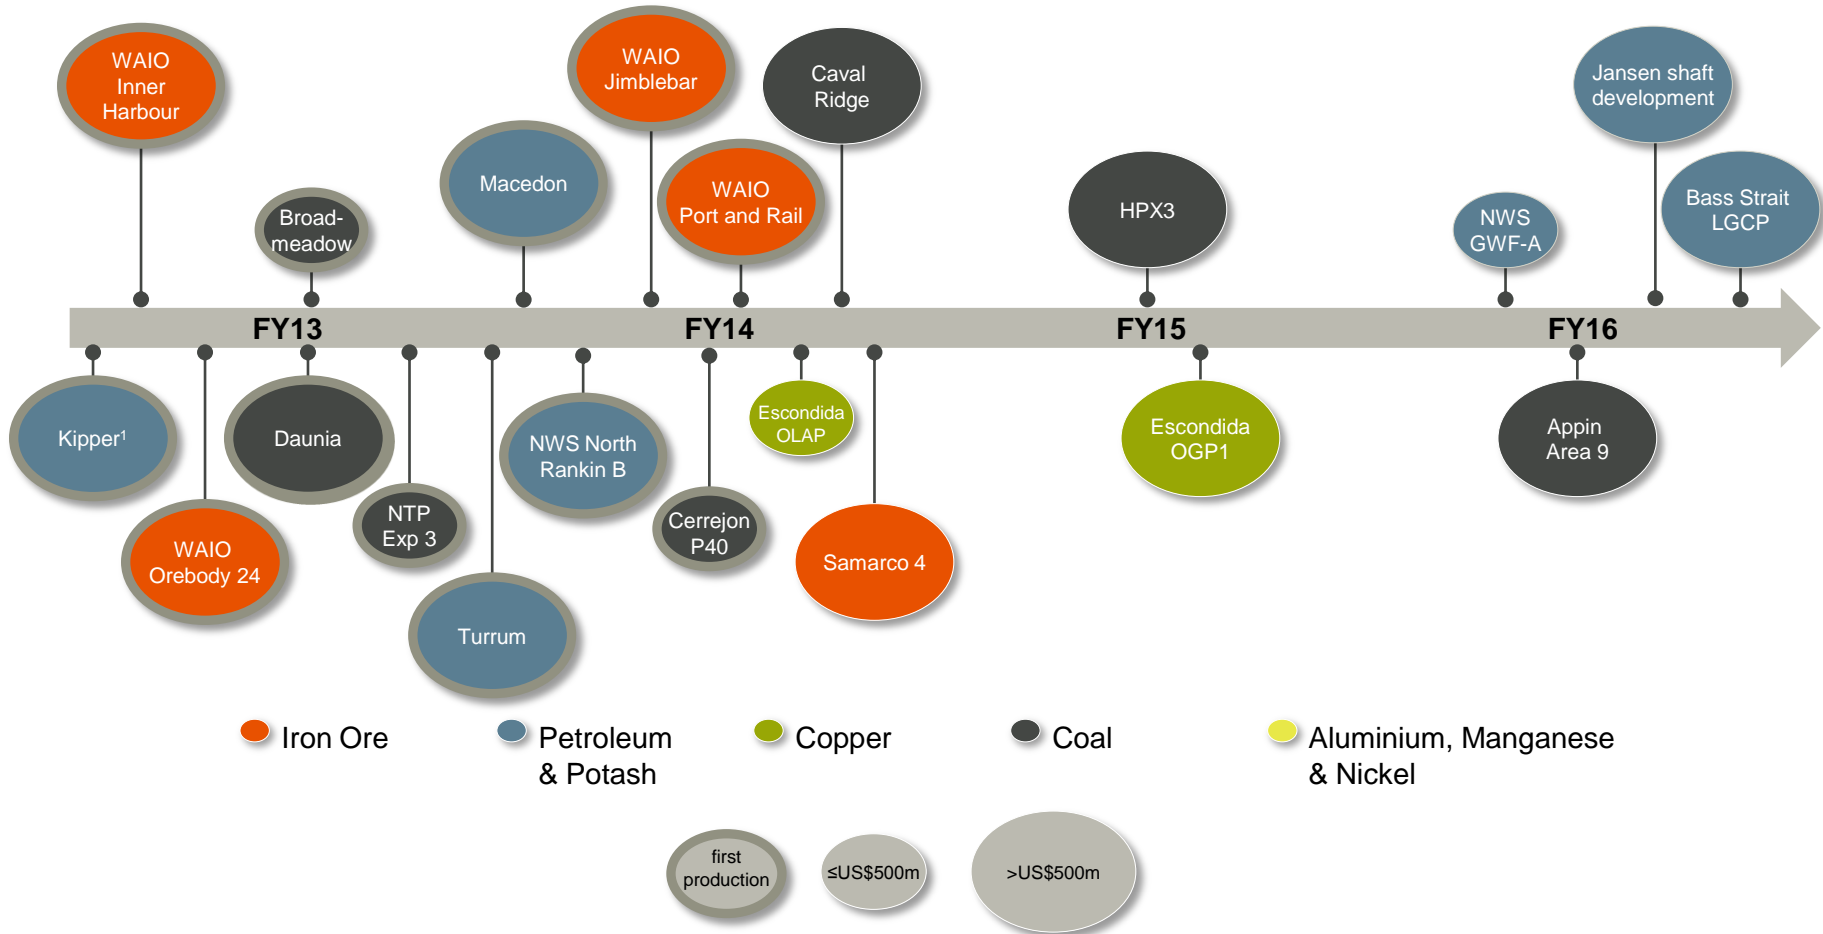 WAIO
Inner
Harbour
Broad-
meadow
Macedon
WAIO
Jimblebar
WAIO
Port and Rail
Caval
Ridge
HPX3
NWS
GWF-A
Jansen shaft
development
Bass Strait
LGCP
FY13
FY14
FY15
FY16
Kipper¹
WAIO
Orebody 24
Daunia
NTP
Exp 3
Turrum
NWS North
Rankin B
Cerrejon
P40
Escondida
OLAP
Samarco 4
Escondida
OGP1
Appin
Area 9
Iron Ore
Petroleum
& Potash
Copper
Coal
Aluminium, Manganese
& Nickel
first
production
≤US$500m
>US$500m